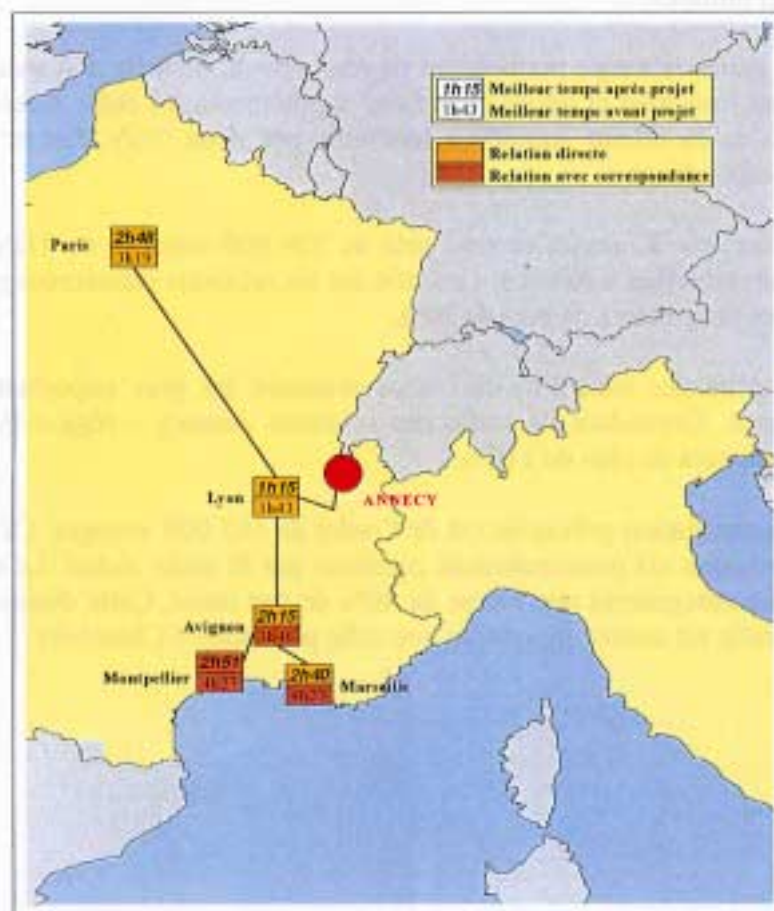 1h15 Meilleur temps après projet
1h43 Meilleur temps avant projet
Relation directe
Relation avec correspondance
Paris
2h48
3h19
Lyon
1h15
1h43
ANNECY
Avignon
2h15
Montpellier
2h51
4h27
2h40
Marseille